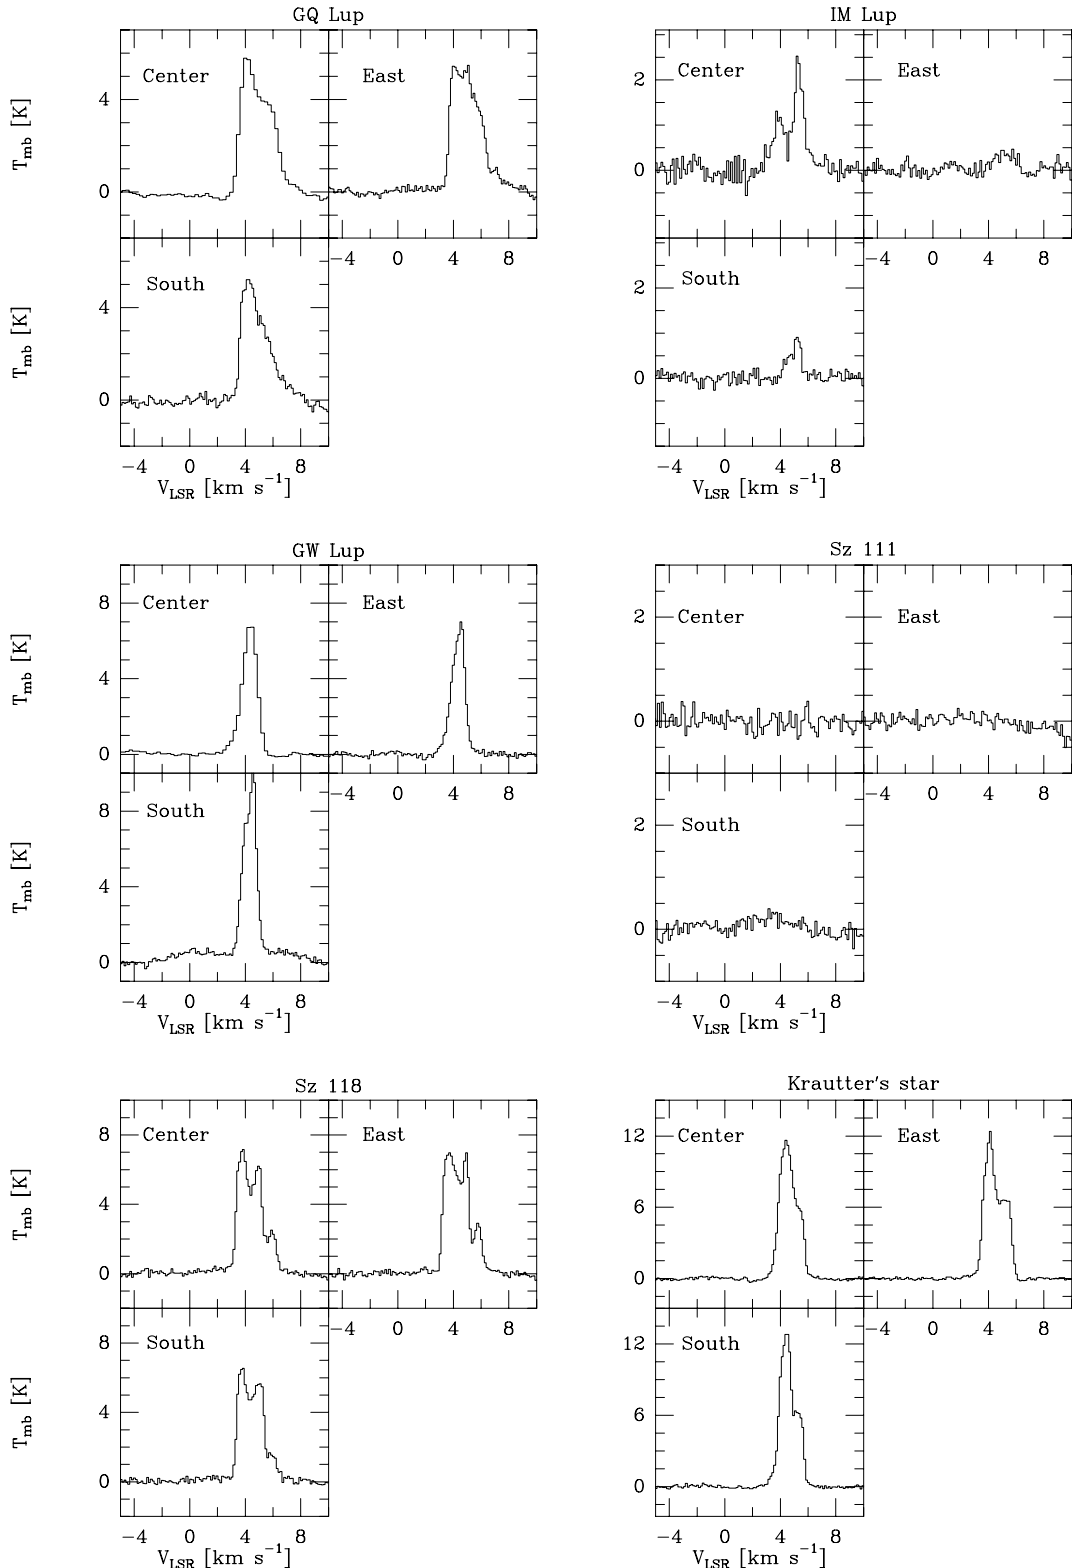 GQ Lup
IM Lup
Center
East
Center
East
T_mb [K]
4
0
2
0
South
−4 0 4 8
South
−4 0 4 8
T_mb [K]
4
0
2
0
−4 0 4 8
−4 0 4 8
V_LSR [km s^−1]
V_LSR [km s^−1]
GW Lup
Sz 111
Center
East
Center
East
T_mb [K]
8
4
0
2
0
South
−4 0 4 8
South
−4 0 4 8
T_mb [K]
8
4
0
2
0
−4 0 4 8
−4 0 4 8
V_LSR [km s^−1]
V_LSR [km s^−1]
Sz 118
Krautter's star
Center
East
Center
East
T_mb [K]
8
4
0
12
6
0
South
−4 0 4 8
South
−4 0 4 8
T_mb [K]
8
4
0
12
6
0
−4 0 4 8
−4 0 4 8
V_LSR [km s^−1]
V_LSR [km s^−1]